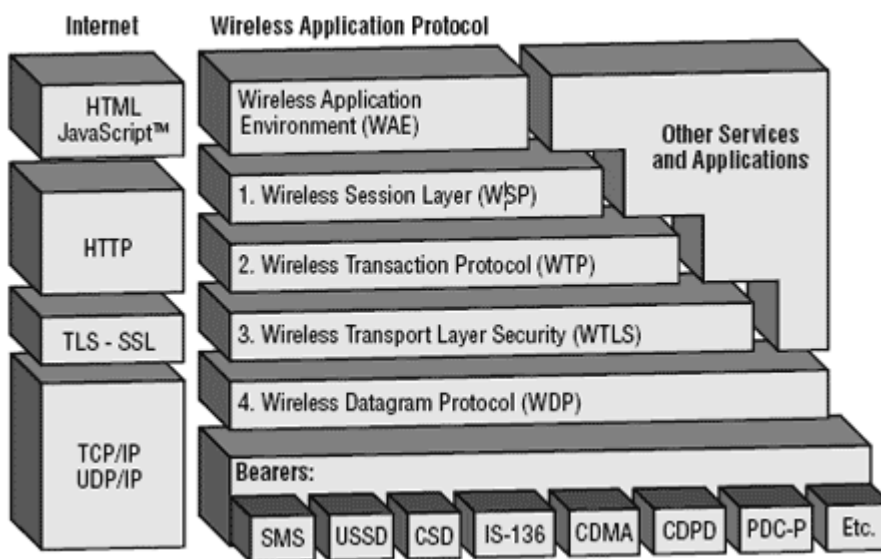 Internet
Wireless Application Protocol
HTML
JavaScript™
HTTP
TLS - SSL
TCP/IP
UDP/IP
Wireless Application
Environment (WAE)
1. Wireless Session Layer (WSP)
2. Wireless Transaction Protocol (WTP)
3. Wireless Transport Layer Security (WTLS)
4. Wireless Datagram Protocol (WDP)
Other Services
and Applications
Bearers:
SMS
USSD
CSD
IS-136
CDMA
CDPD
PDC-P
Etc.